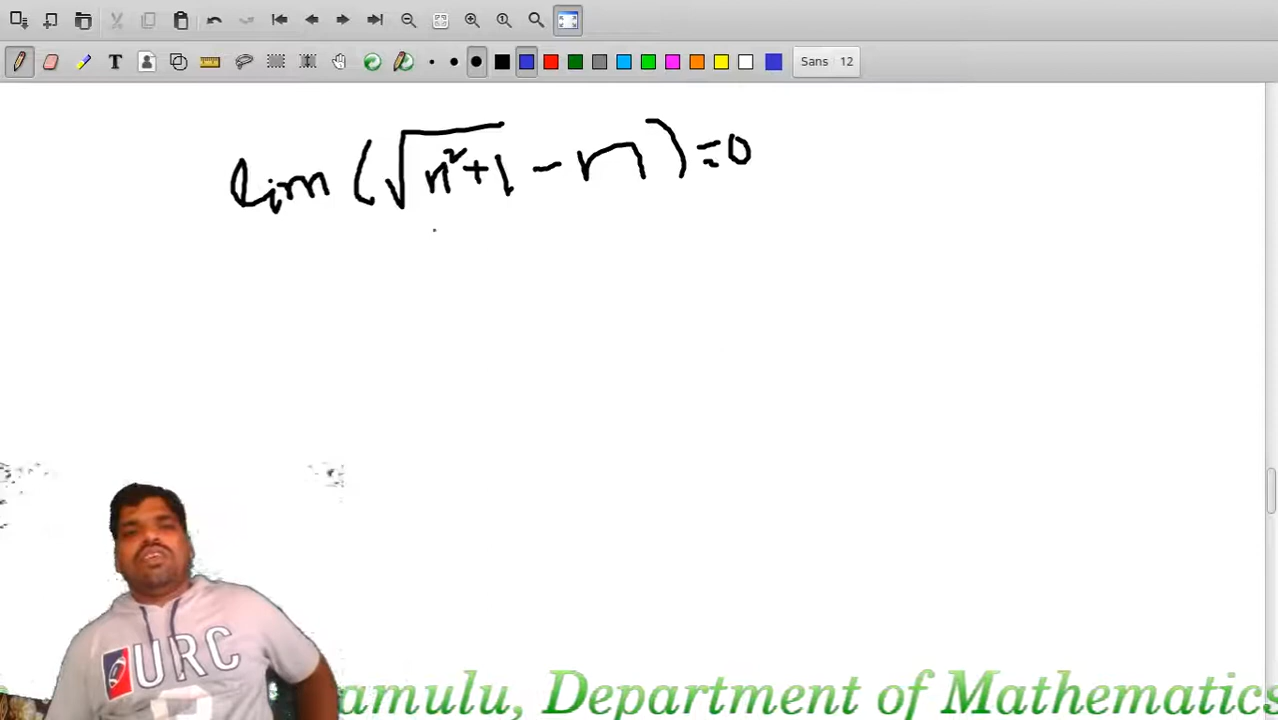 Sans 12
lim (√n²+1 - n) = 0
URC
amulu, Department of Mathematics